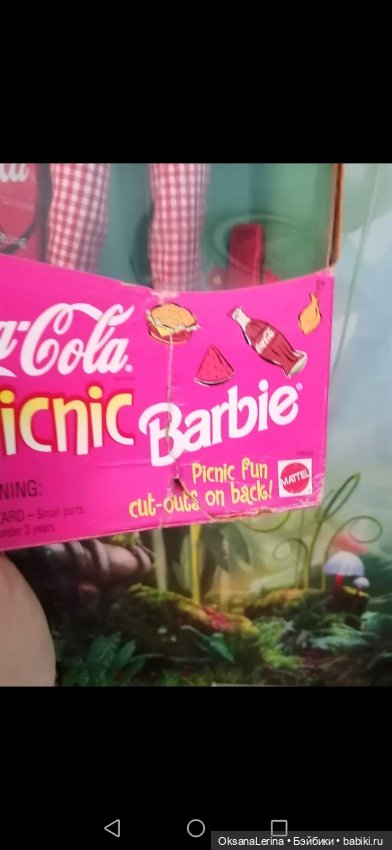 a-Cola
icnic
Barbie
Picnic fun
cut-outs on back!
MATTEL
NING:
ARD – Small parts.
under 3 years.
OksanaLerina • Бэйбики • babiki.ru